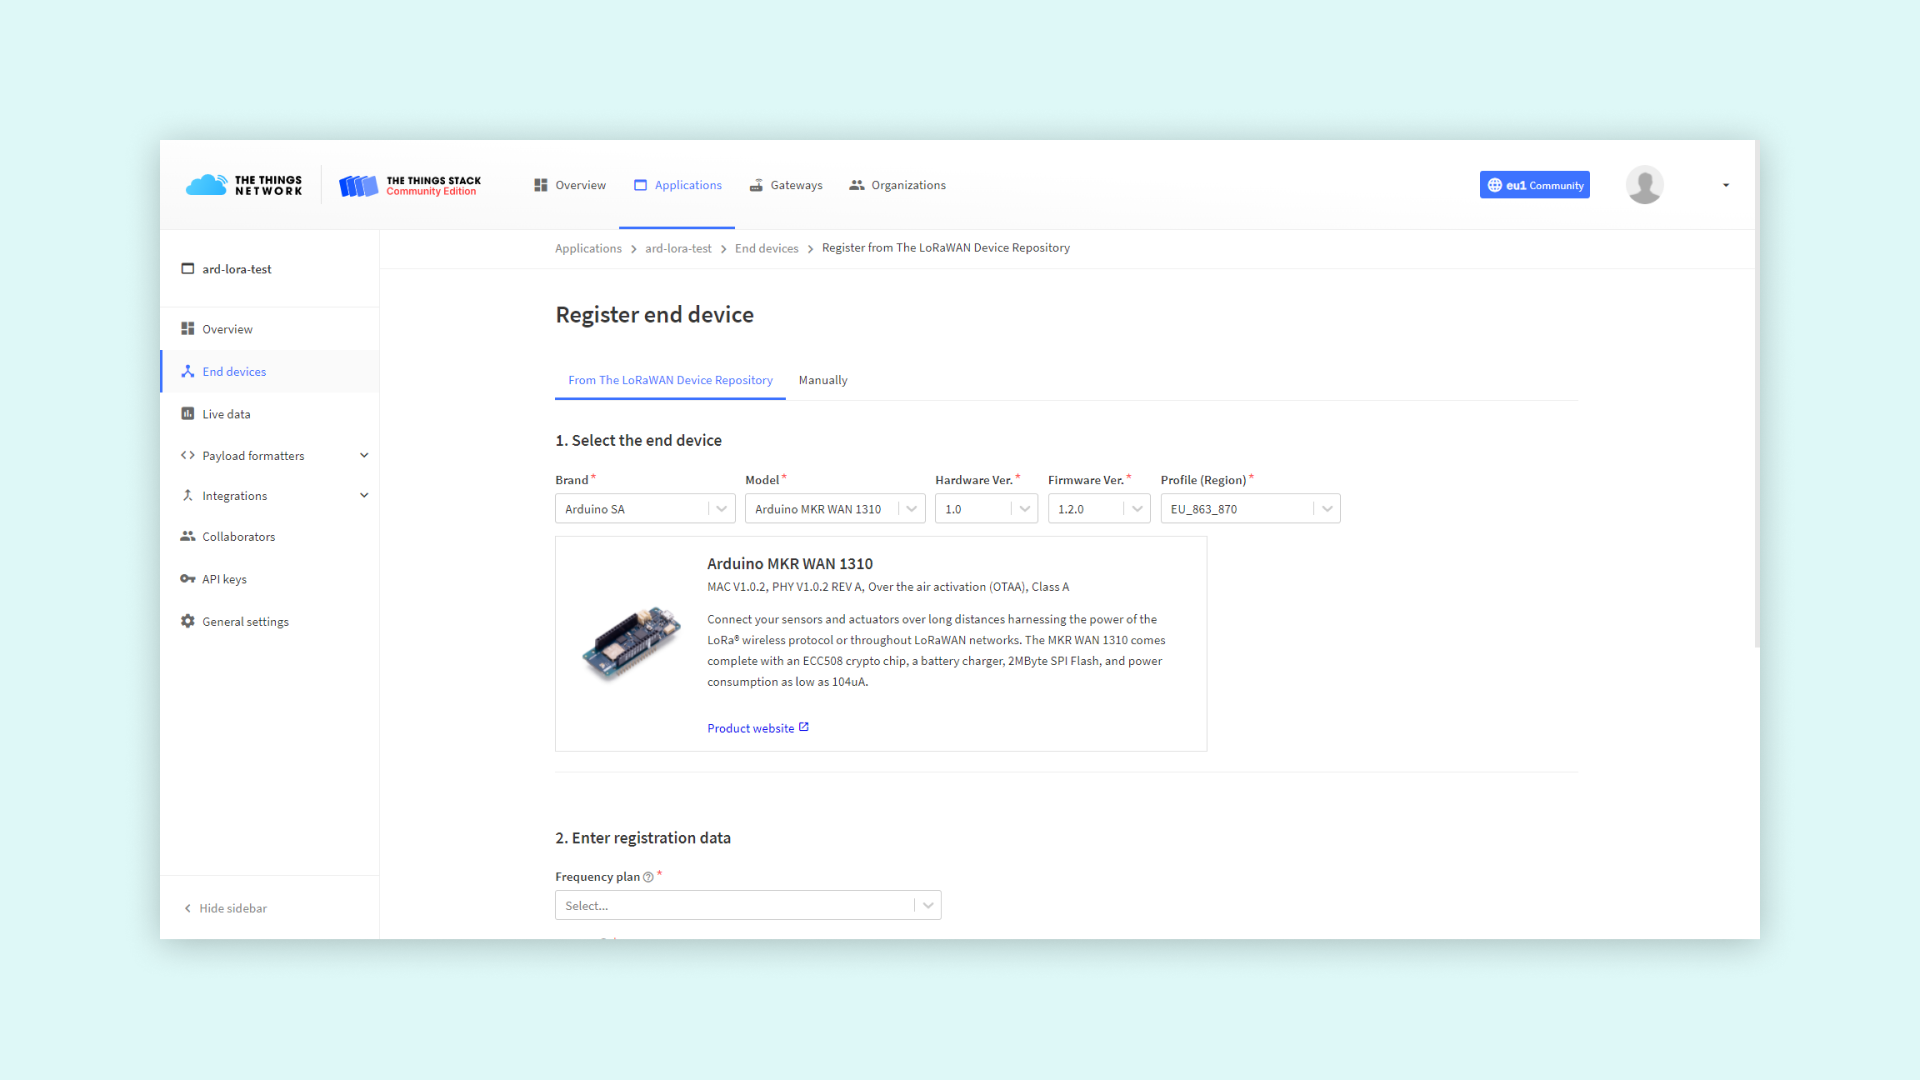 THE THINGS
NETWORK
THE THINGS STACK
Community Edition
Overview
Applications
Gateways
Organizations
eu1 Community
ard-lora-test
Overview
End devices
Live data
Payload formatters
Integrations
Collaborators
API keys
General settings
Hide sidebar
Applications > ard-lora-test > End devices > Register from The LoRaWAN Device Repository
Register end device
From The LoRaWAN Device Repository
Manually
1. Select the end device
Brand *
Model *
Hardware Ver. *
Firmware Ver. *
Profile (Region) *
Arduino SA
Arduino MKR WAN 1310
1.0
1.2.0
EU_863_870
Arduino MKR WAN 1310
MAC V1.0.2, PHY V1.0.2 REV A, Over the air activation (OTAA), Class A
Connect your sensors and actuators over long distances harnessing the power of the
LoRa® wireless protocol or throughout LoRaWAN networks. The MKR WAN 1310 comes
complete with an ECC508 crypto chip, a battery charger, 2MByte SPI Flash, and power
consumption as low as 104uA.
Product website
2. Enter registration data
Frequency plan *
Select...